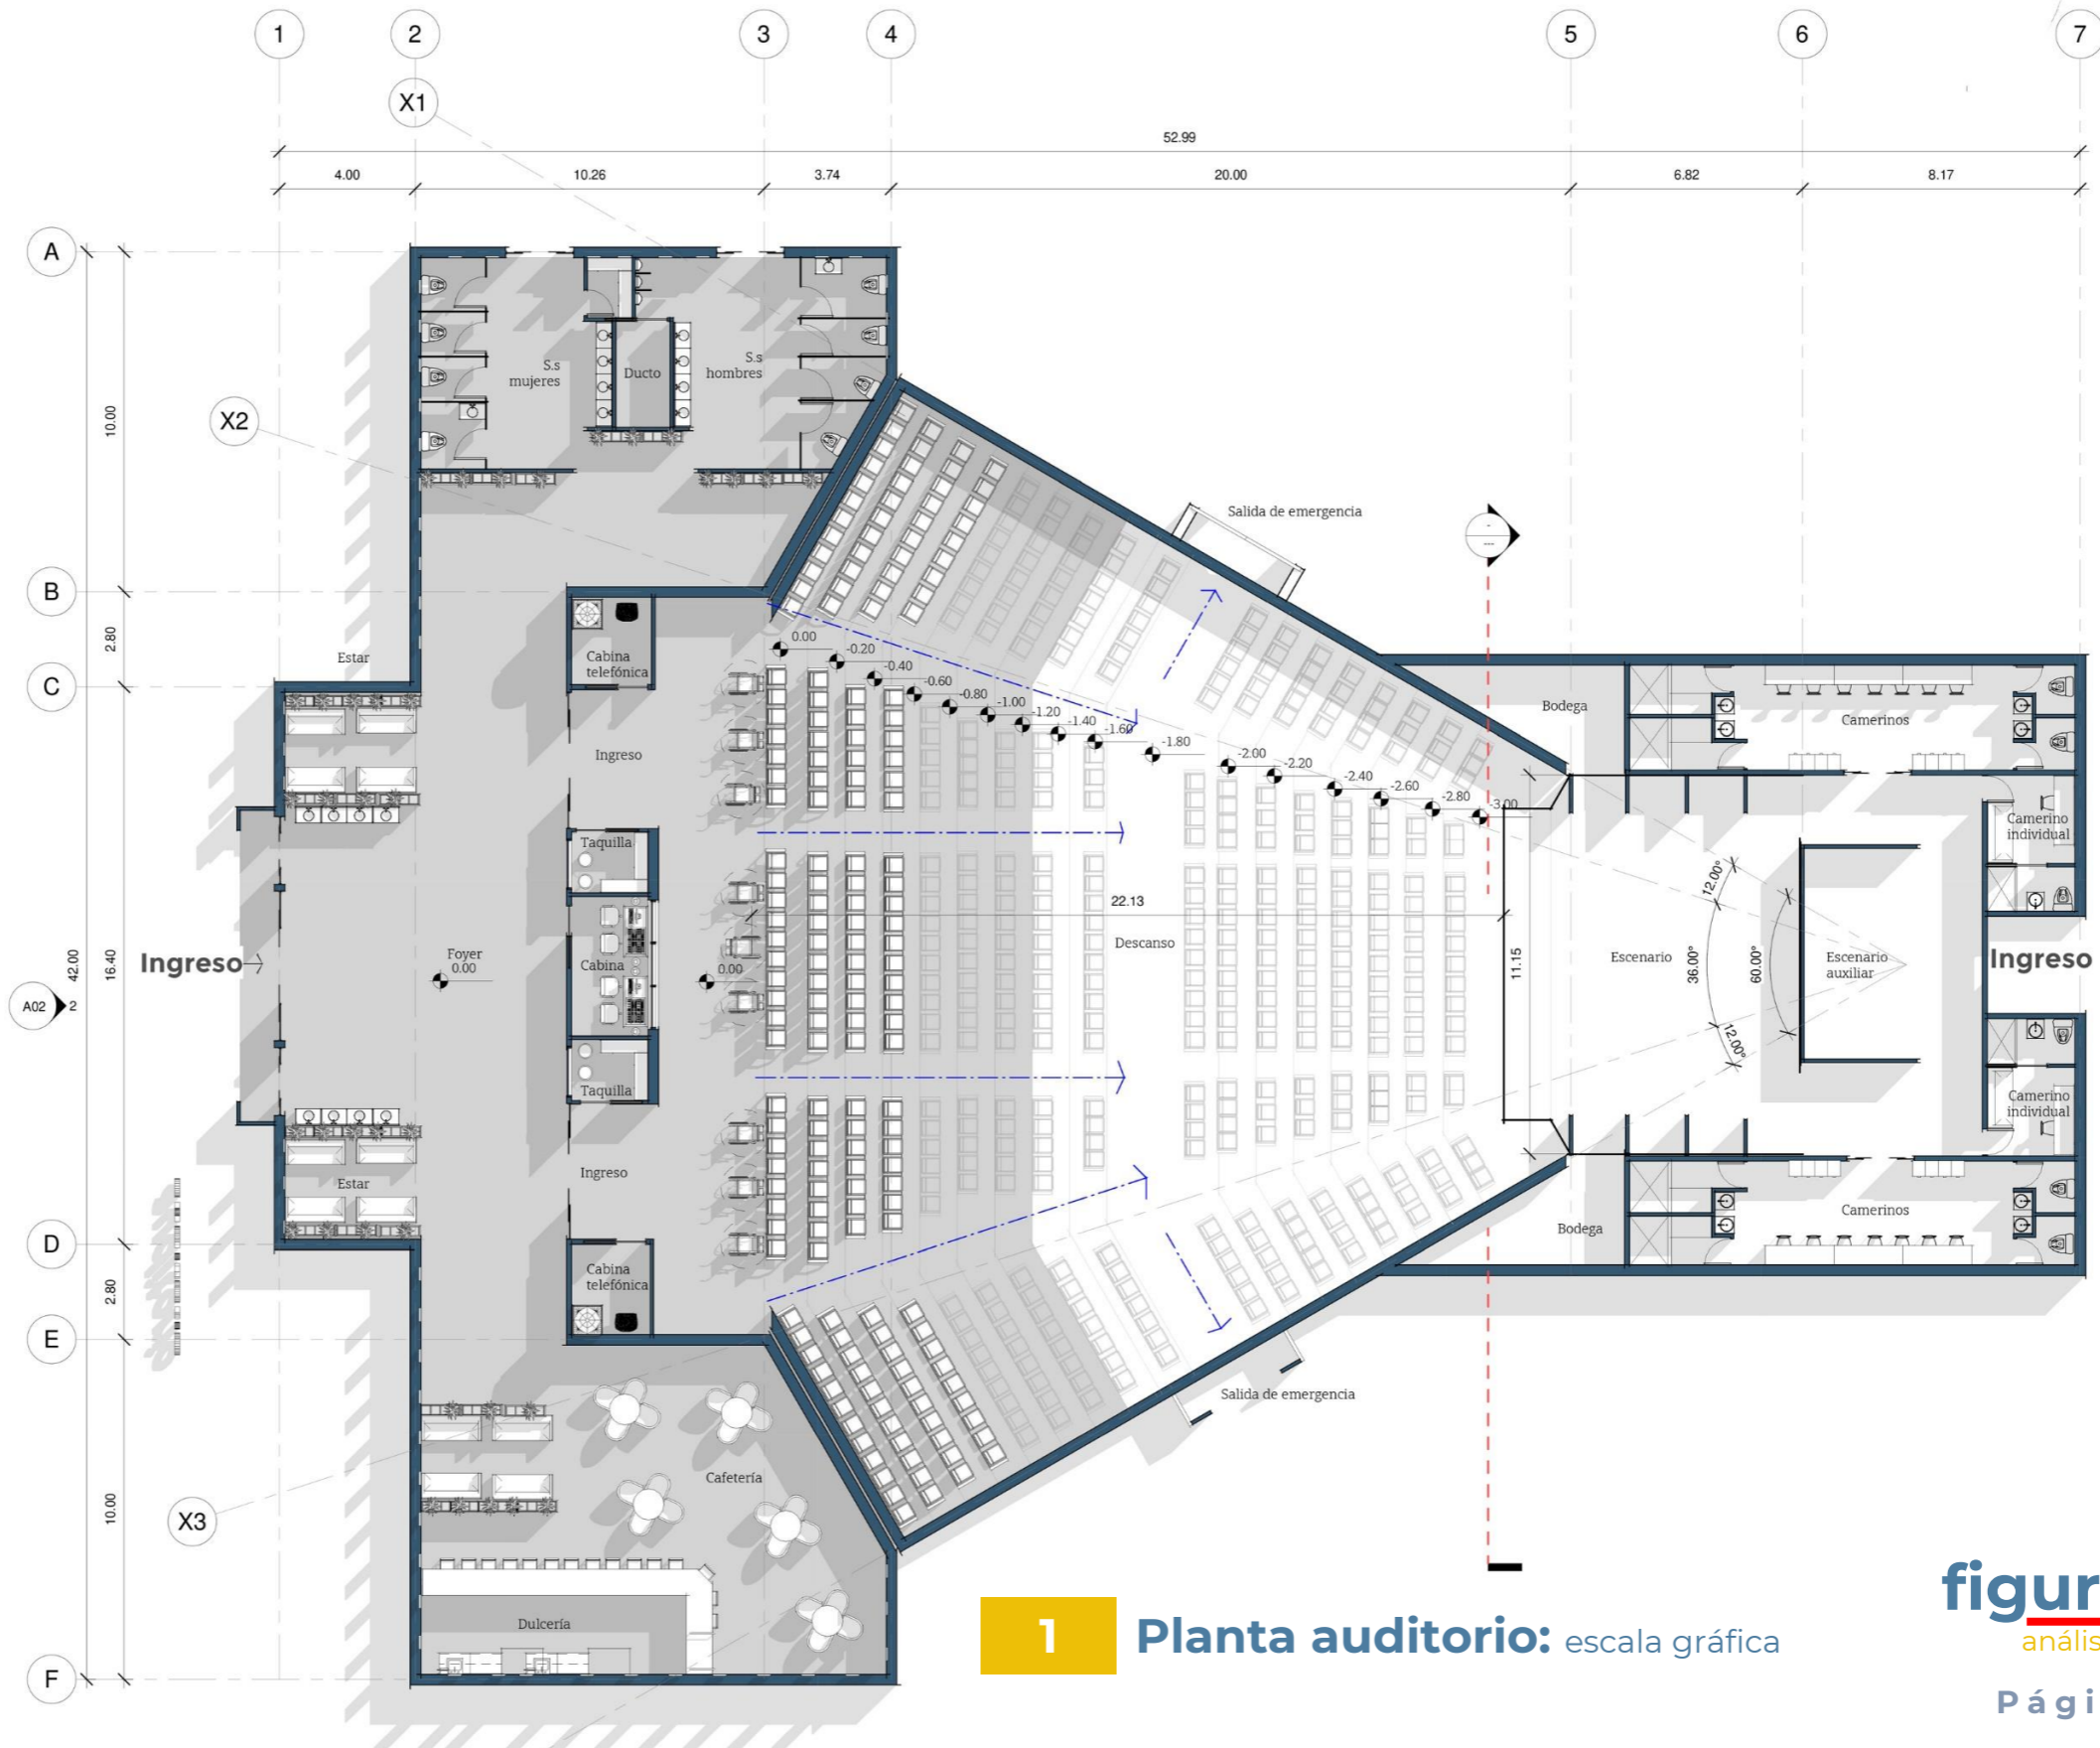 1
2
3
4
5
6
7
X1
52.99
4.00
10.26
3.74
20.00
6.82
8.17
A
X2
10.00
S.s
mujeres
Ducto
S.s
hombres
Salida de emergencia
B
2.80
Estar
Cabina
telefónica
0.00
-0.20
-0.40
-0.60
-0.80
-1.00
-1.20
-1.40
-1.60
-1.80
-2.00
-2.20
-2.40
-2.60
-2.80
-3.00
C
Bodega
Camerinos
Ingreso
Taquilla
Camerino
individual
12.00°
22.13
Descanso
Foyer
0.00
Cabina
0.00
Ingreso
42.00
16.40
11.15
Escenario
36.00°
60.00°
Escenario
auxiliar
Ingreso
A02
2
12.00°
Taquilla
Camerino
individual
Ingreso
Estar
Bodega
Camerinos
D
2.80
Cabina
telefónica
E
Salida de emergencia
Cafetería
10.00
X3
Dulcería
F
1
Planta auditorio: escala gráfica
figur
anális
Pági